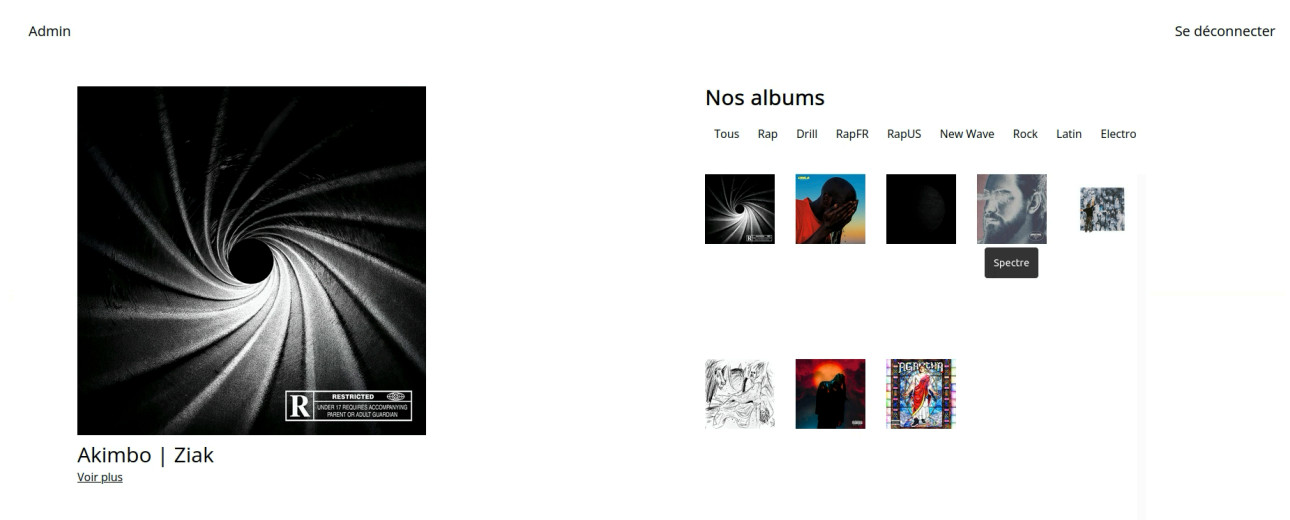 Admin
Se déconnecter
Nos albums
Tous Rap Drill RapFR RapUS New Wave Rock Latin Electro
Spectre
AGARTHA
R RESTRICTED
UNDER 17 REQUIRES ACCOMPANYING
PARENT OR ADULT GUARDIAN
Akimbo | Ziak
Voir plus